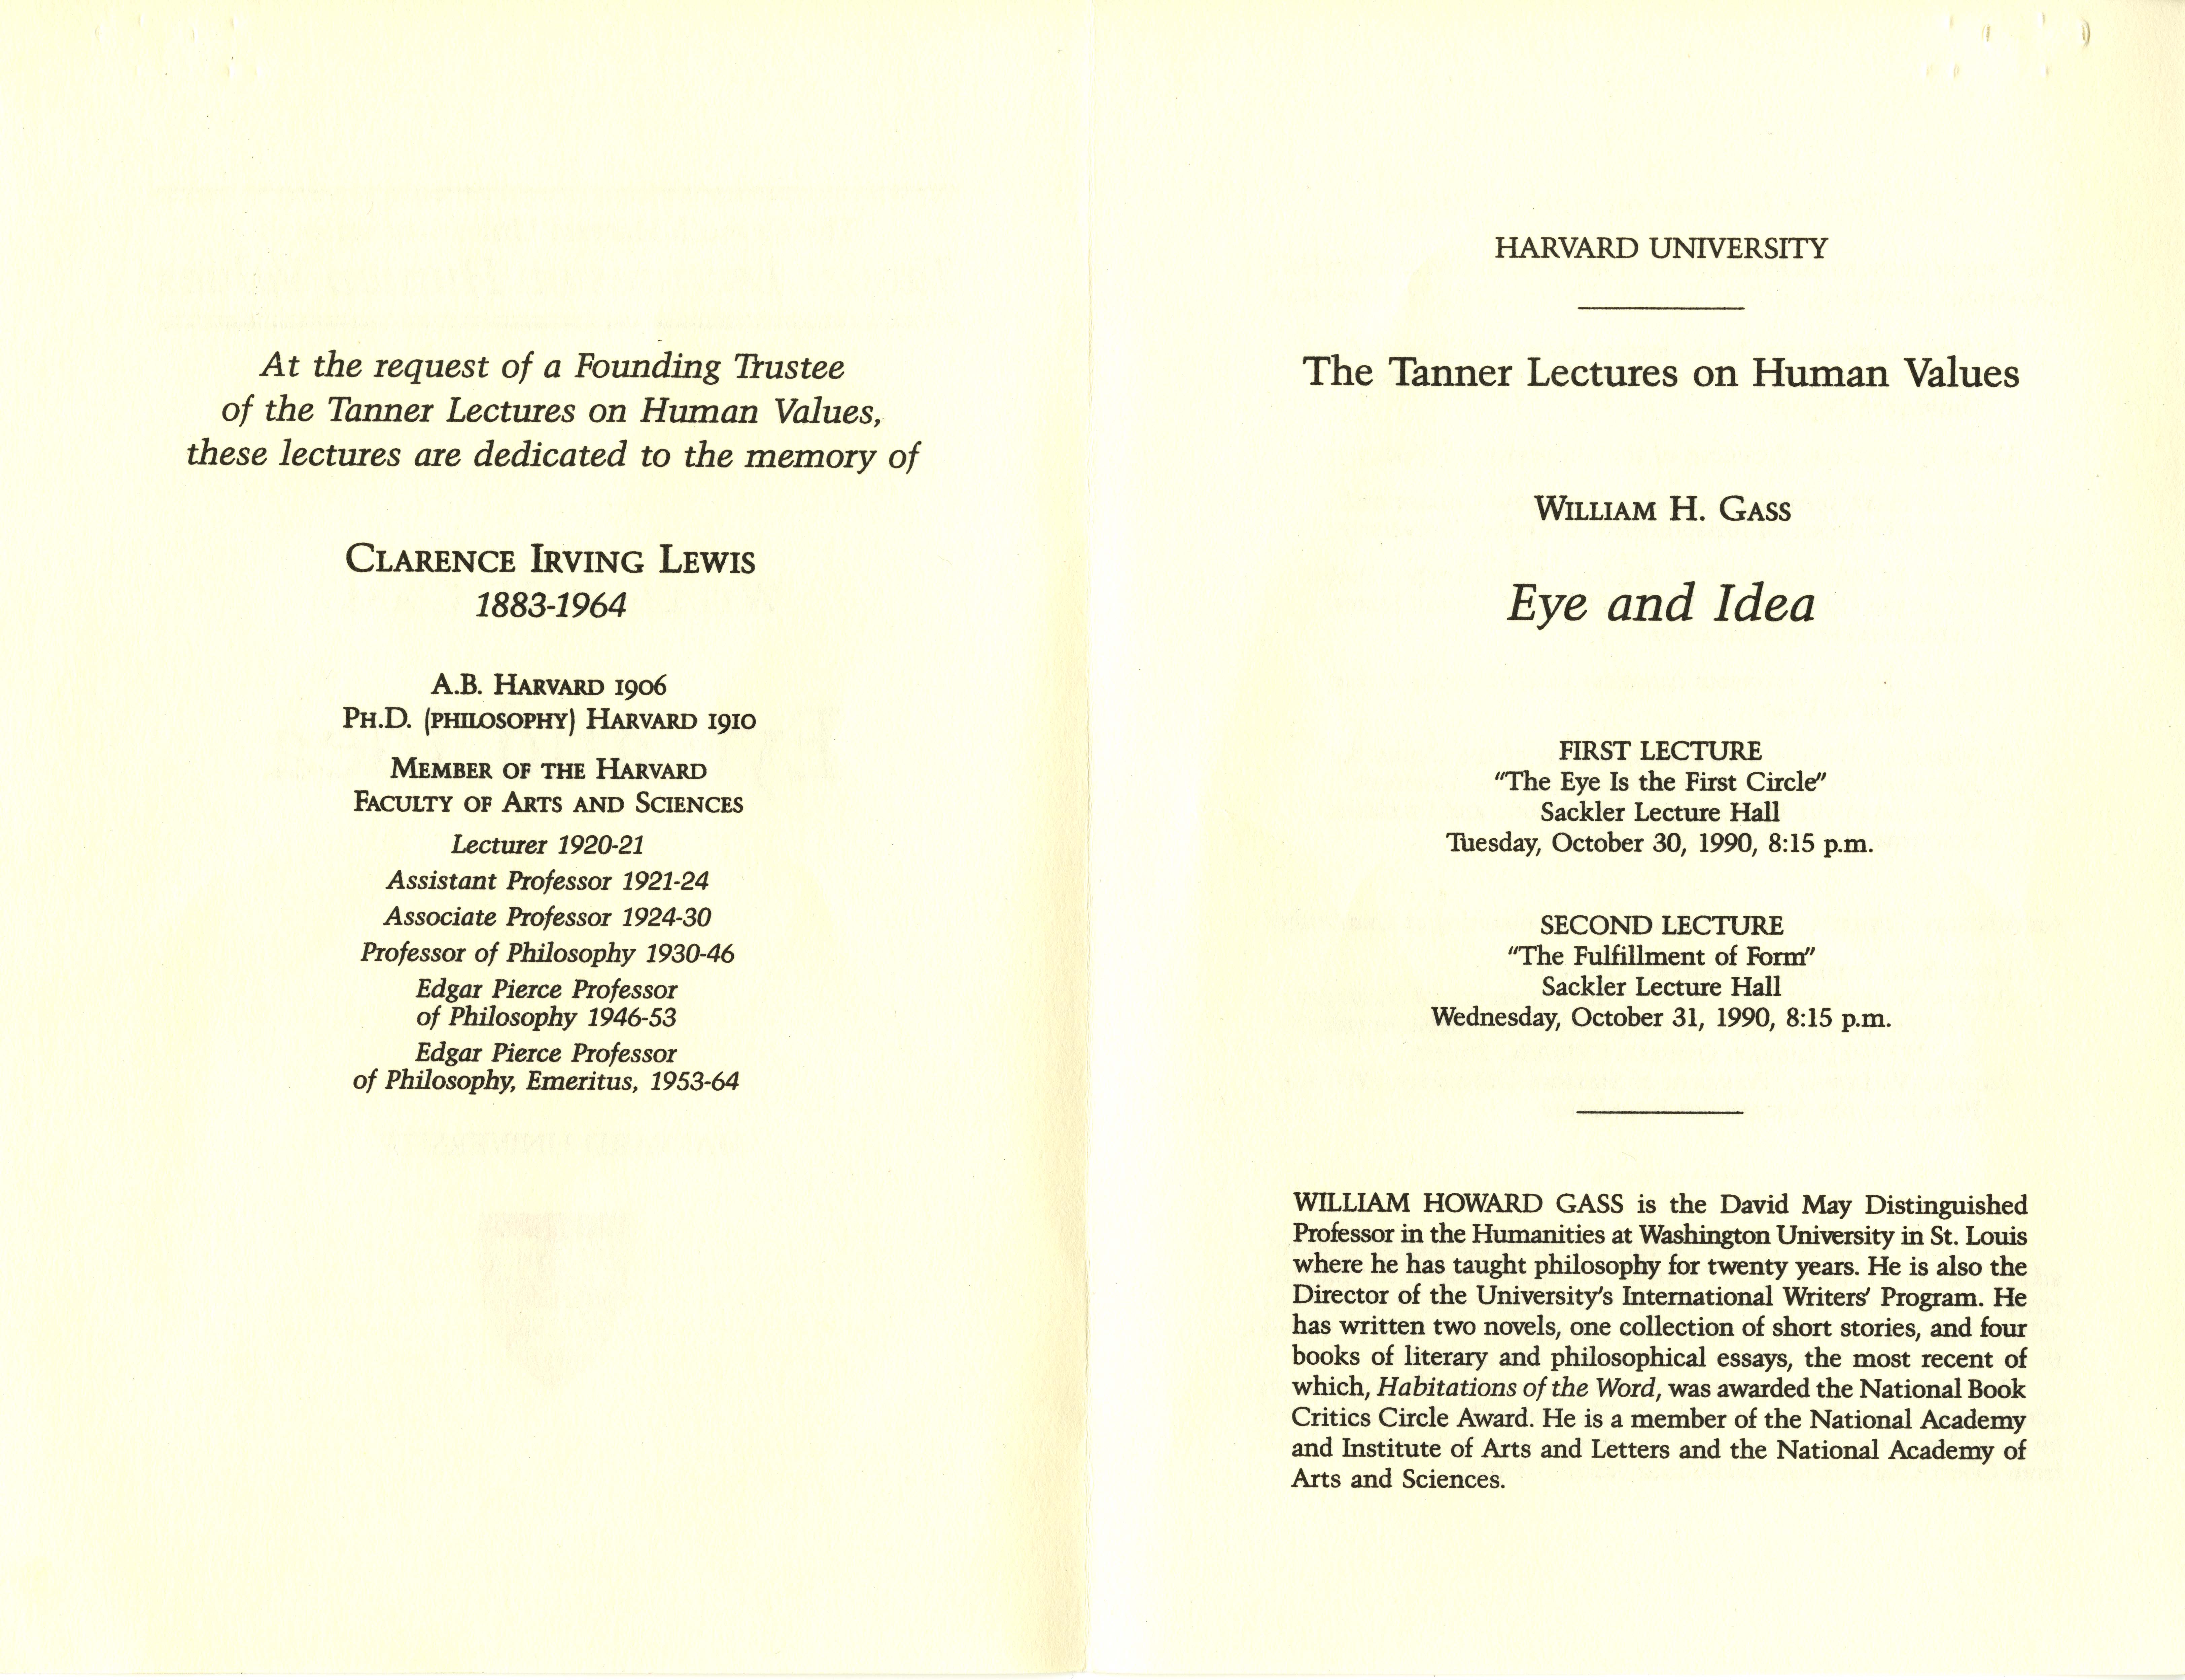 At the request of a Founding Trustee
of the Tanner Lectures on Human Values,
these lectures are dedicated to the memory of
CLARENCE IRVING LEWIS
1883-1964
A.B. HARVARD 1906
PH.D. (PHILOSOPHY) HARVARD 1910
MEMBER OF THE HARVARD
FACULTY OF ARTS AND SCIENCES
Lecturer 1920-21
Assistant Professor 1921-24
Associate Professor 1924-30
Professor of Philosophy 1930-46
Edgar Pierce Professor
of Philosophy 1946-53
Edgar Pierce Professor
of Philosophy, Emeritus, 1953-64
HARVARD UNIVERSITY
The Tanner Lectures on Human Values
WILLIAM H. GASS
Eye and Idea
FIRST LECTURE
"The Eye Is the First Circle"
Sackler Lecture Hall
Tuesday, October 30, 1990, 8:15 p.m.
SECOND LECTURE
"The Fulfillment of Form"
Sackler Lecture Hall
Wednesday, October 31, 1990, 8:15 p.m.
WILLIAM HOWARD GASS is the David May Distinguished
Professor in the Humanities at Washington University in St. Louis
where he has taught philosophy for twenty years. He is also the
Director of the University's International Writers' Program. He
has written two novels, one collection of short stories, and four
books of literary and philosophical essays, the most recent of
which, Habitations of the Word, was awarded the National Book
Critics Circle Award. He is a member of the National Academy
and Institute of Arts and Letters and the National Academy of
Arts and Sciences.